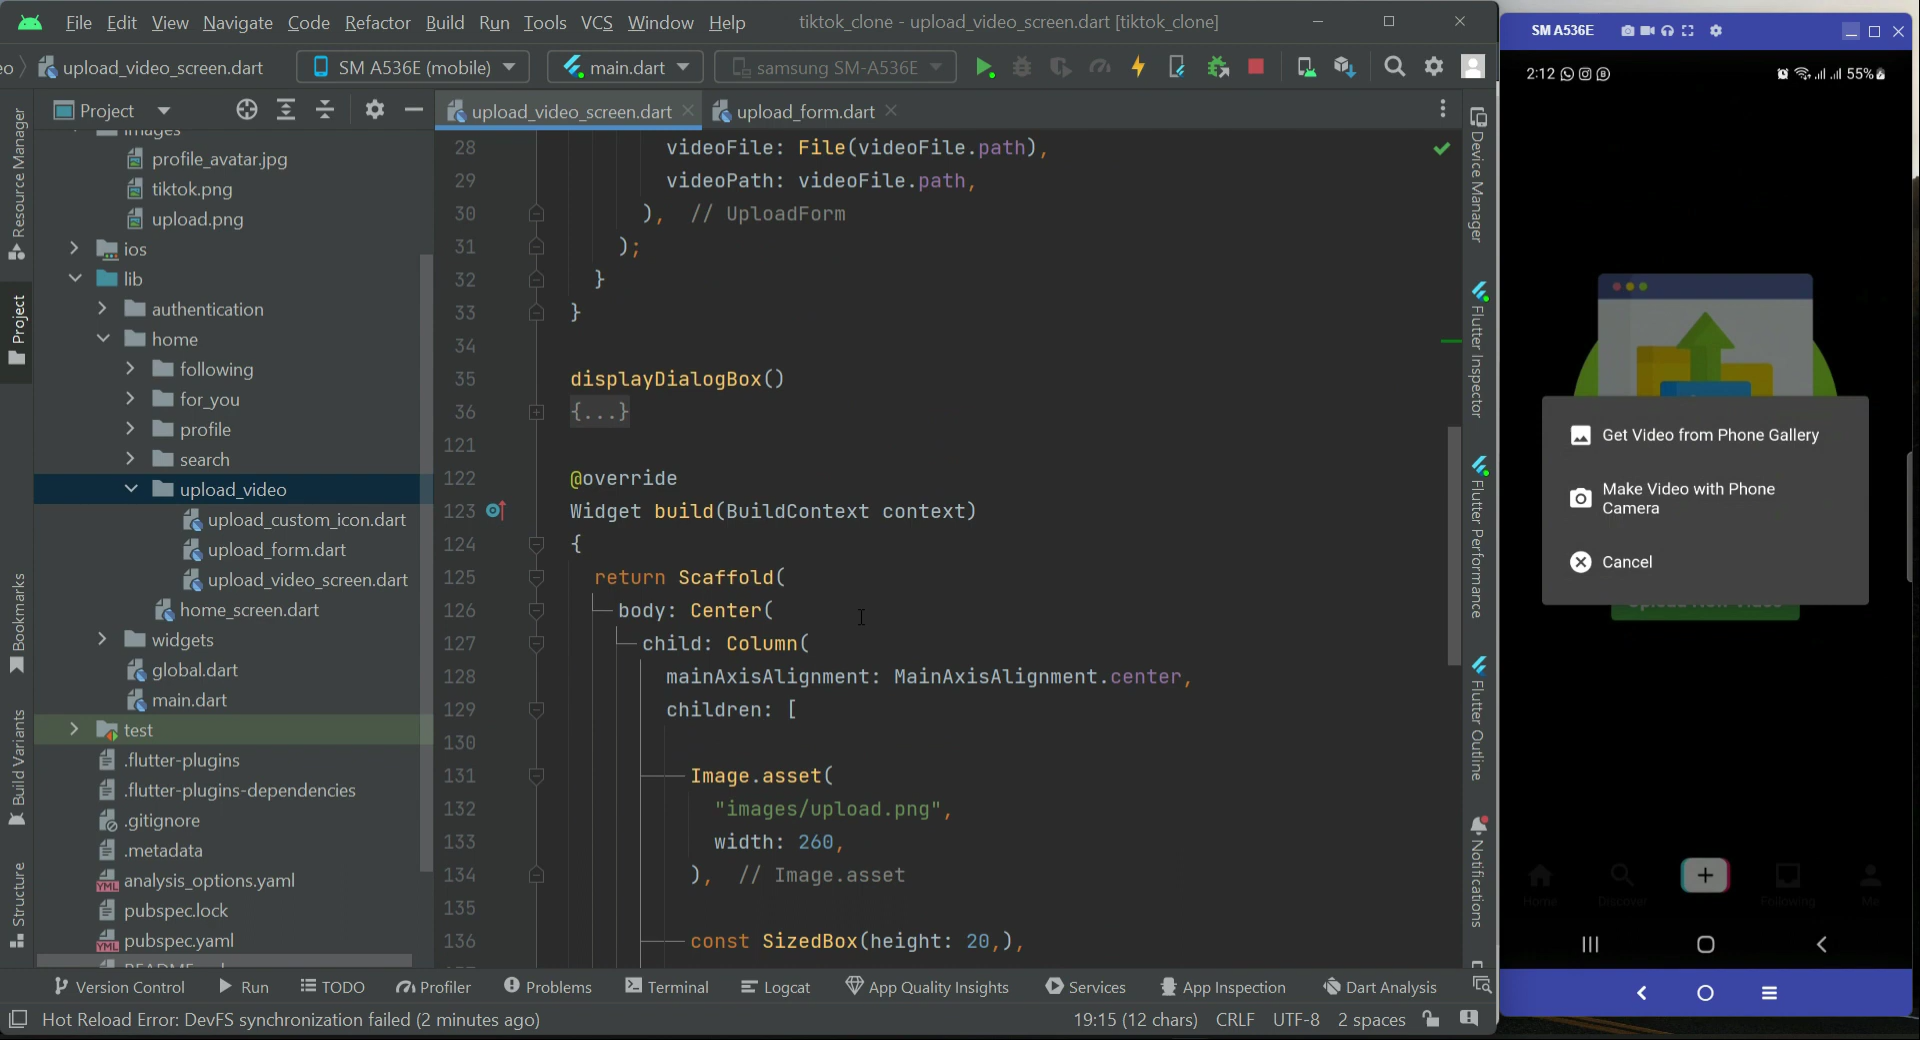 File Edit View Navigate Code Refactor Build Run Tools VCS Window Help tiktok_clone - upload_video_screen.dart [tiktok_clone]
eo upload_video_screen.dart SM A536E (mobile) main.dart samsung SM-A536E
Project
upload_video_screen.dart upload_form.dart
Resource Manager
Project
Bookmarks
Build Variants
Structure
images
profile_avatar.jpg
tiktok.png
upload.png
ios
lib
authentication
home
following
for_you
profile
search
upload_video
upload_custom_icon.dart
upload_form.dart
upload_video_screen.dart
home_screen.dart
widgets
global.dart
main.dart
test
.flutter-plugins
.flutter-plugins-dependencies
.gitignore
.metadata
analysis_options.yaml
pubspec.lock
pubspec.yaml
28 videoFile: File(videoFile.path),
29 videoPath: videoFile.path,
30 ), // UploadForm
31 );
32 }
33 }
34
35 displayDialogBox()
36 {...}
121
122 @override
123 Widget build(BuildContext context)
124 {
125 return Scaffold(
126 body: Center(
127 child: Column(
128 mainAxisAlignment: MainAxisAlignment.center,
129 children: [
130
131 Image.asset(
132 "images/upload.png",
133 width: 260,
134 ), // Image.asset
135
136 const SizedBox(height: 20,),
Device Manager
Flutter Inspector
Flutter Performance
Flutter Outline
Notifications
Version Control Run TODO Profiler Problems Terminal Logcat App Quality Insights Services App Inspection Dart Analysis
Hot Reload Error: DevFS synchronization failed (2 minutes ago) 19:15 (12 chars) CRLF UTF-8 2 spaces
SM A536E
2:12 55%
Get Video from Phone Gallery
Make Video with Phone
Camera
Cancel
Upload New Video
Home Discover Following Me